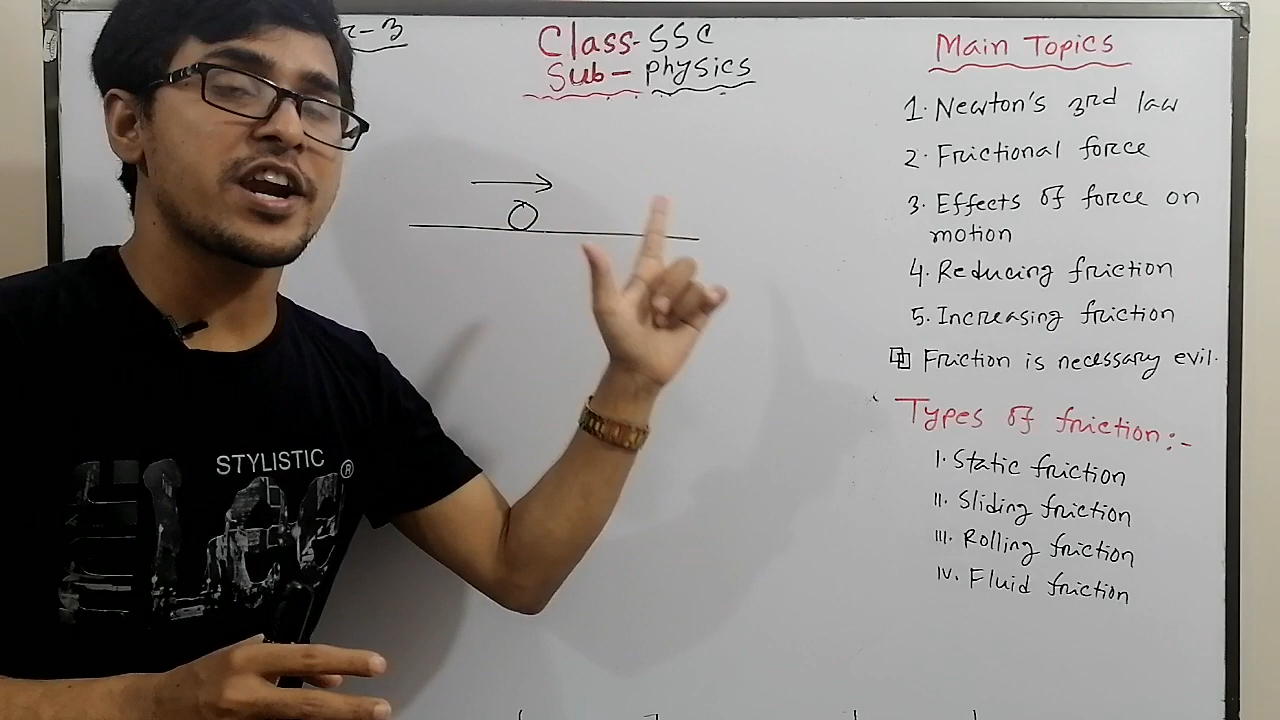 -3
Class-SSC
Sub- physics
Main Topics
1. Newton's 3rd law
2. Frictional force
3. Effects of force on
motion
4. Reducing friction
5. Increasing friction
Friction is necessary evil.
Types of friction:-
I. Static friction
II. Sliding friction
III. Rolling friction
IV. Fluid friction
STYLISTIC ®